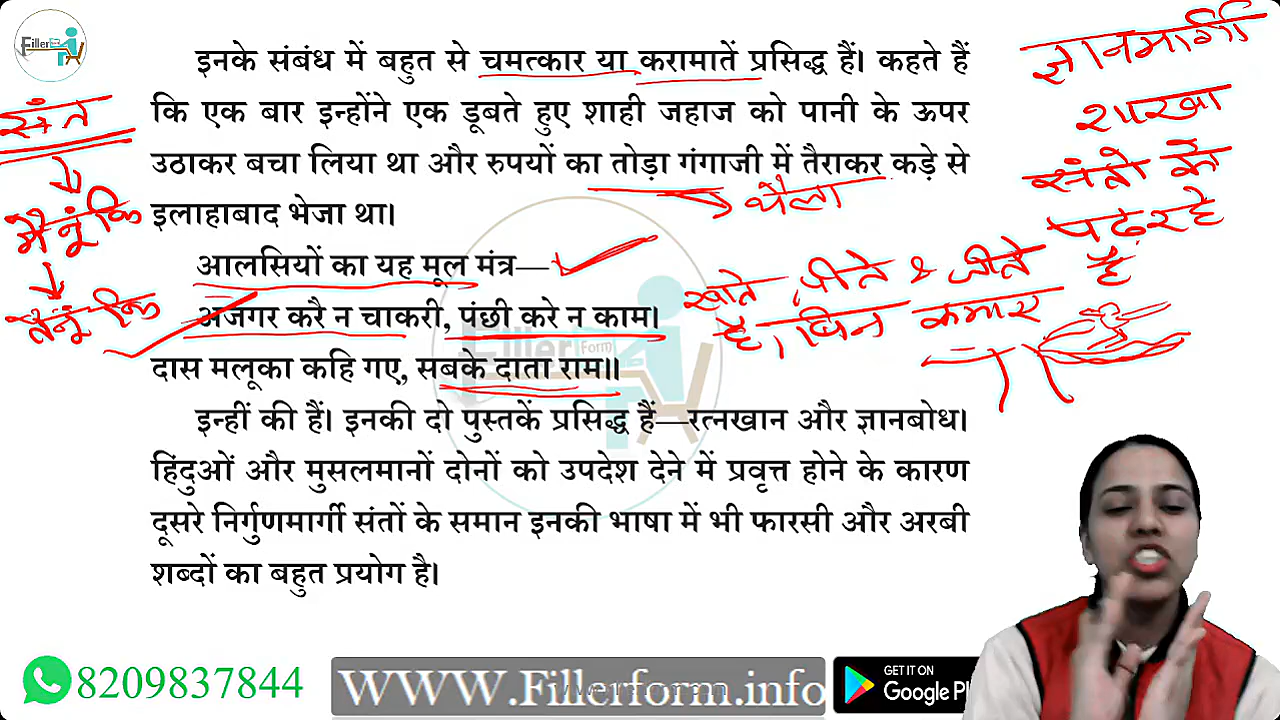 Filler
इनके संबंध में बहुत से चमत्कार या करामातें प्रसिद्ध हैं। कहते हैं
कि एक बार इन्होंने एक डूबते हुए शाही जहाज को पानी के ऊपर
उठाकर बचा लिया था और रुपयों का तोड़ा गंगाजी में तैराकर कड़े से
इलाहाबाद भेजा था।
आलसियों का यह मूल मंत्र—
अजगर करै न चाकरी, पंछी करे न काम।
दास मलूका कहि गए, सबके दाता राम॥
इन्हीं की हैं। इनकी दो पुस्तकें प्रसिद्ध हैं—रत्नखान और ज्ञानबोध।
हिंदुओं और मुसलमानों दोनों को उपदेश देने में प्रवृत्त होने के कारण
दूसरे निर्गुणमार्गी संतों के समान इनकी भाषा में भी फारसी और अरबी
शब्दों का बहुत प्रयोग है।
संत
मैनूं कि
तैनूं कि
थैला
ज्ञानमार्गी
शाखा
संतो को
पढ़ रहे
है
खाते पीते & जीते
है, बिन कमाए
Filler Form
8209837844
WWW.Fillerform.info
GET IT ON
Google Pl